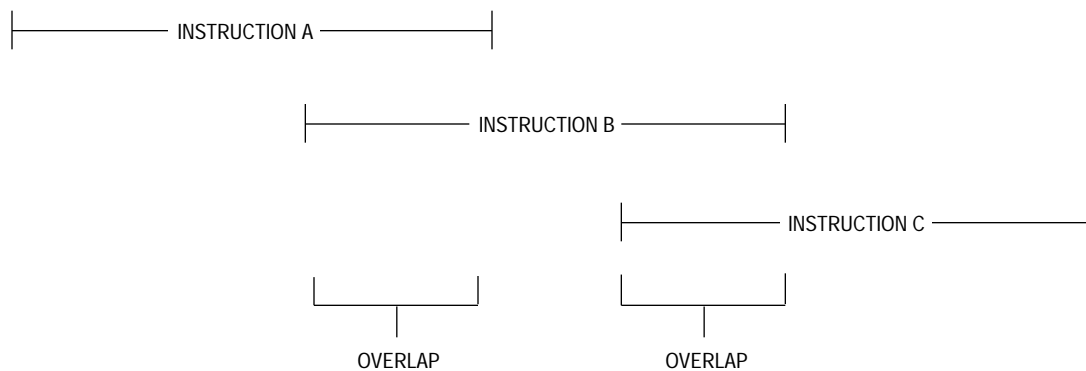 INSTRUCTION A
INSTRUCTION B
INSTRUCTION C
OVERLAP
OVERLAP